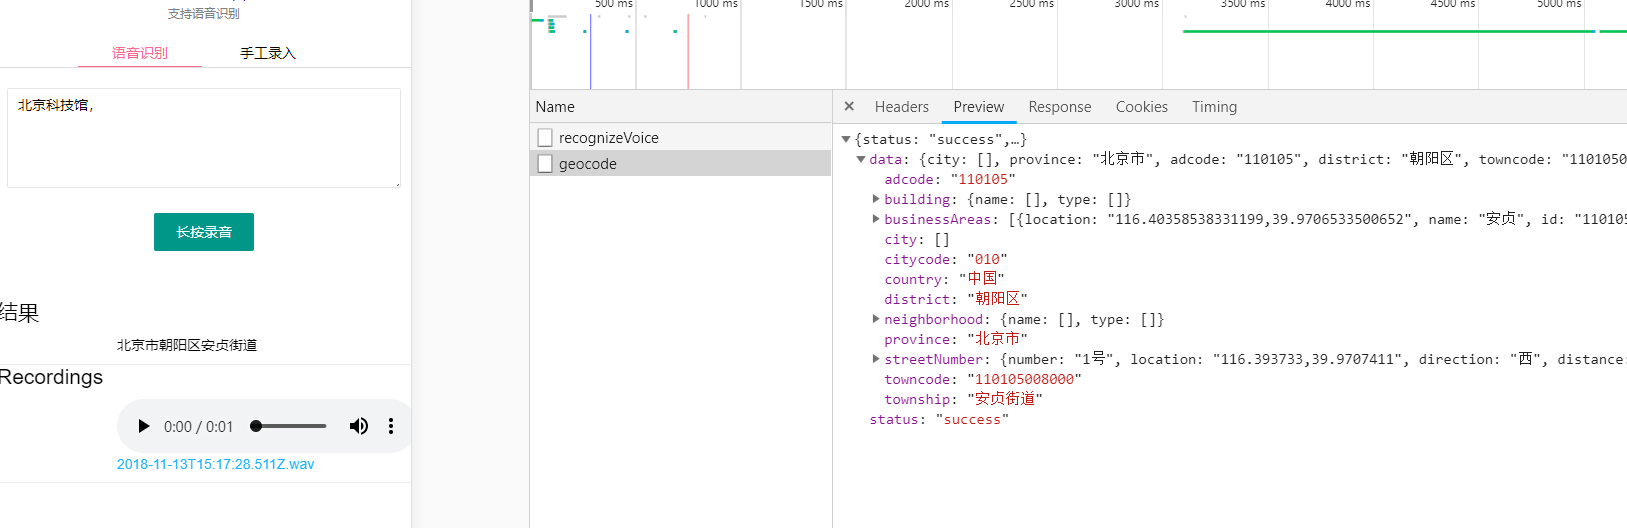 支持语音识别
语音识别 手工录入
北京科技馆，
长按录音
结果
北京市朝阳区安贞街道
Recordings
0:00 / 0:01
2018-11-13T15:17:28.511Z.wav
500 ms 1000 ms 1500 ms 2000 ms 2500 ms 3000 ms 3500 ms 4000 ms 4500 ms 5000 ms
Name
recognizeVoice
geocode
× Headers Preview Response Cookies Timing
{status: "success",…}
data: {city: [], province: "北京市", adcode: "110105", district: "朝阳区", towncode: "1101050
adcode: "110105"
building: {name: [], type: []}
businessAreas: [{location: "116.40358538331199,39.9706533500652", name: "安贞", id: "110105
city: []
citycode: "010"
country: "中国"
district: "朝阳区"
neighborhood: {name: [], type: []}
province: "北京市"
streetNumber: {number: "1号", location: "116.393733,39.9707411", direction: "西", distance:
towncode: "110105008000"
township: "安贞街道"
status: "success"